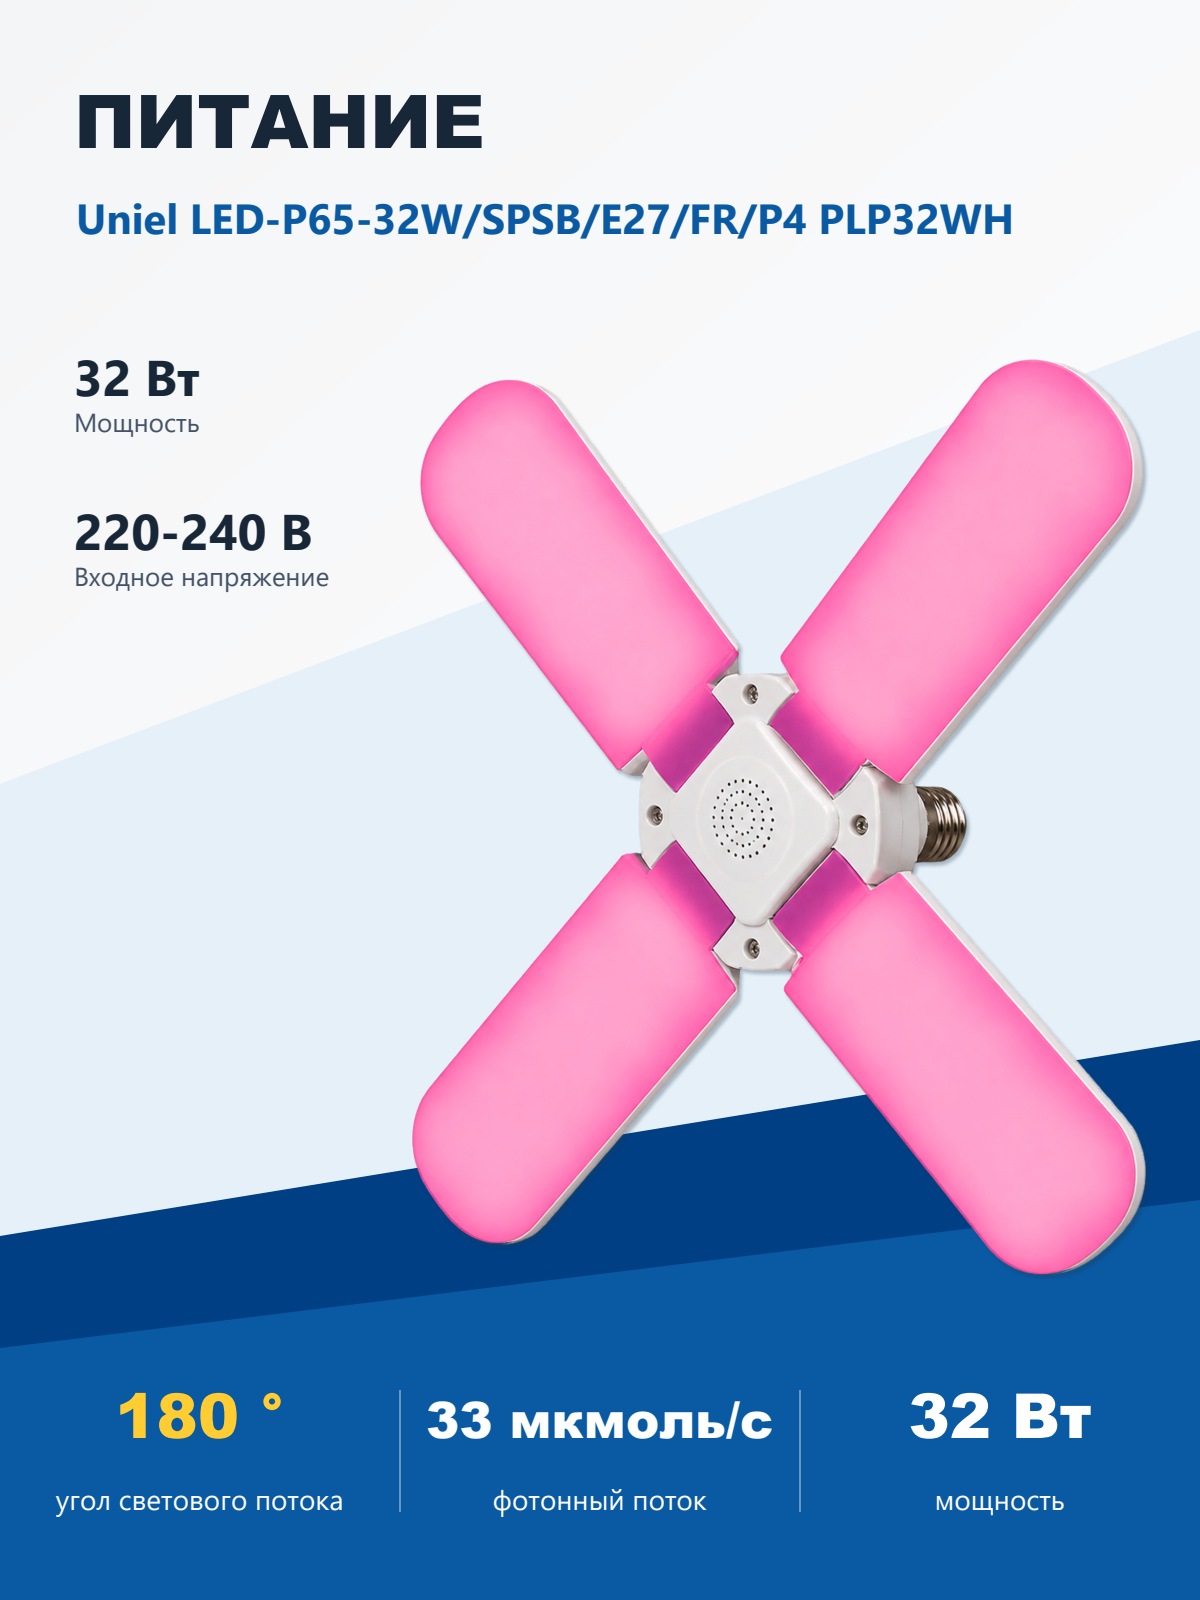 ПИТАНИЕ
Uniel LED-P65-32W/SPSB/E27/FR/P4 PLP32WH
32 Вт
Мощность
220-240 В
Входное напряжение
180 °
угол светового потока
33 мкмоль/с
фотонный поток
32 Вт
мощность